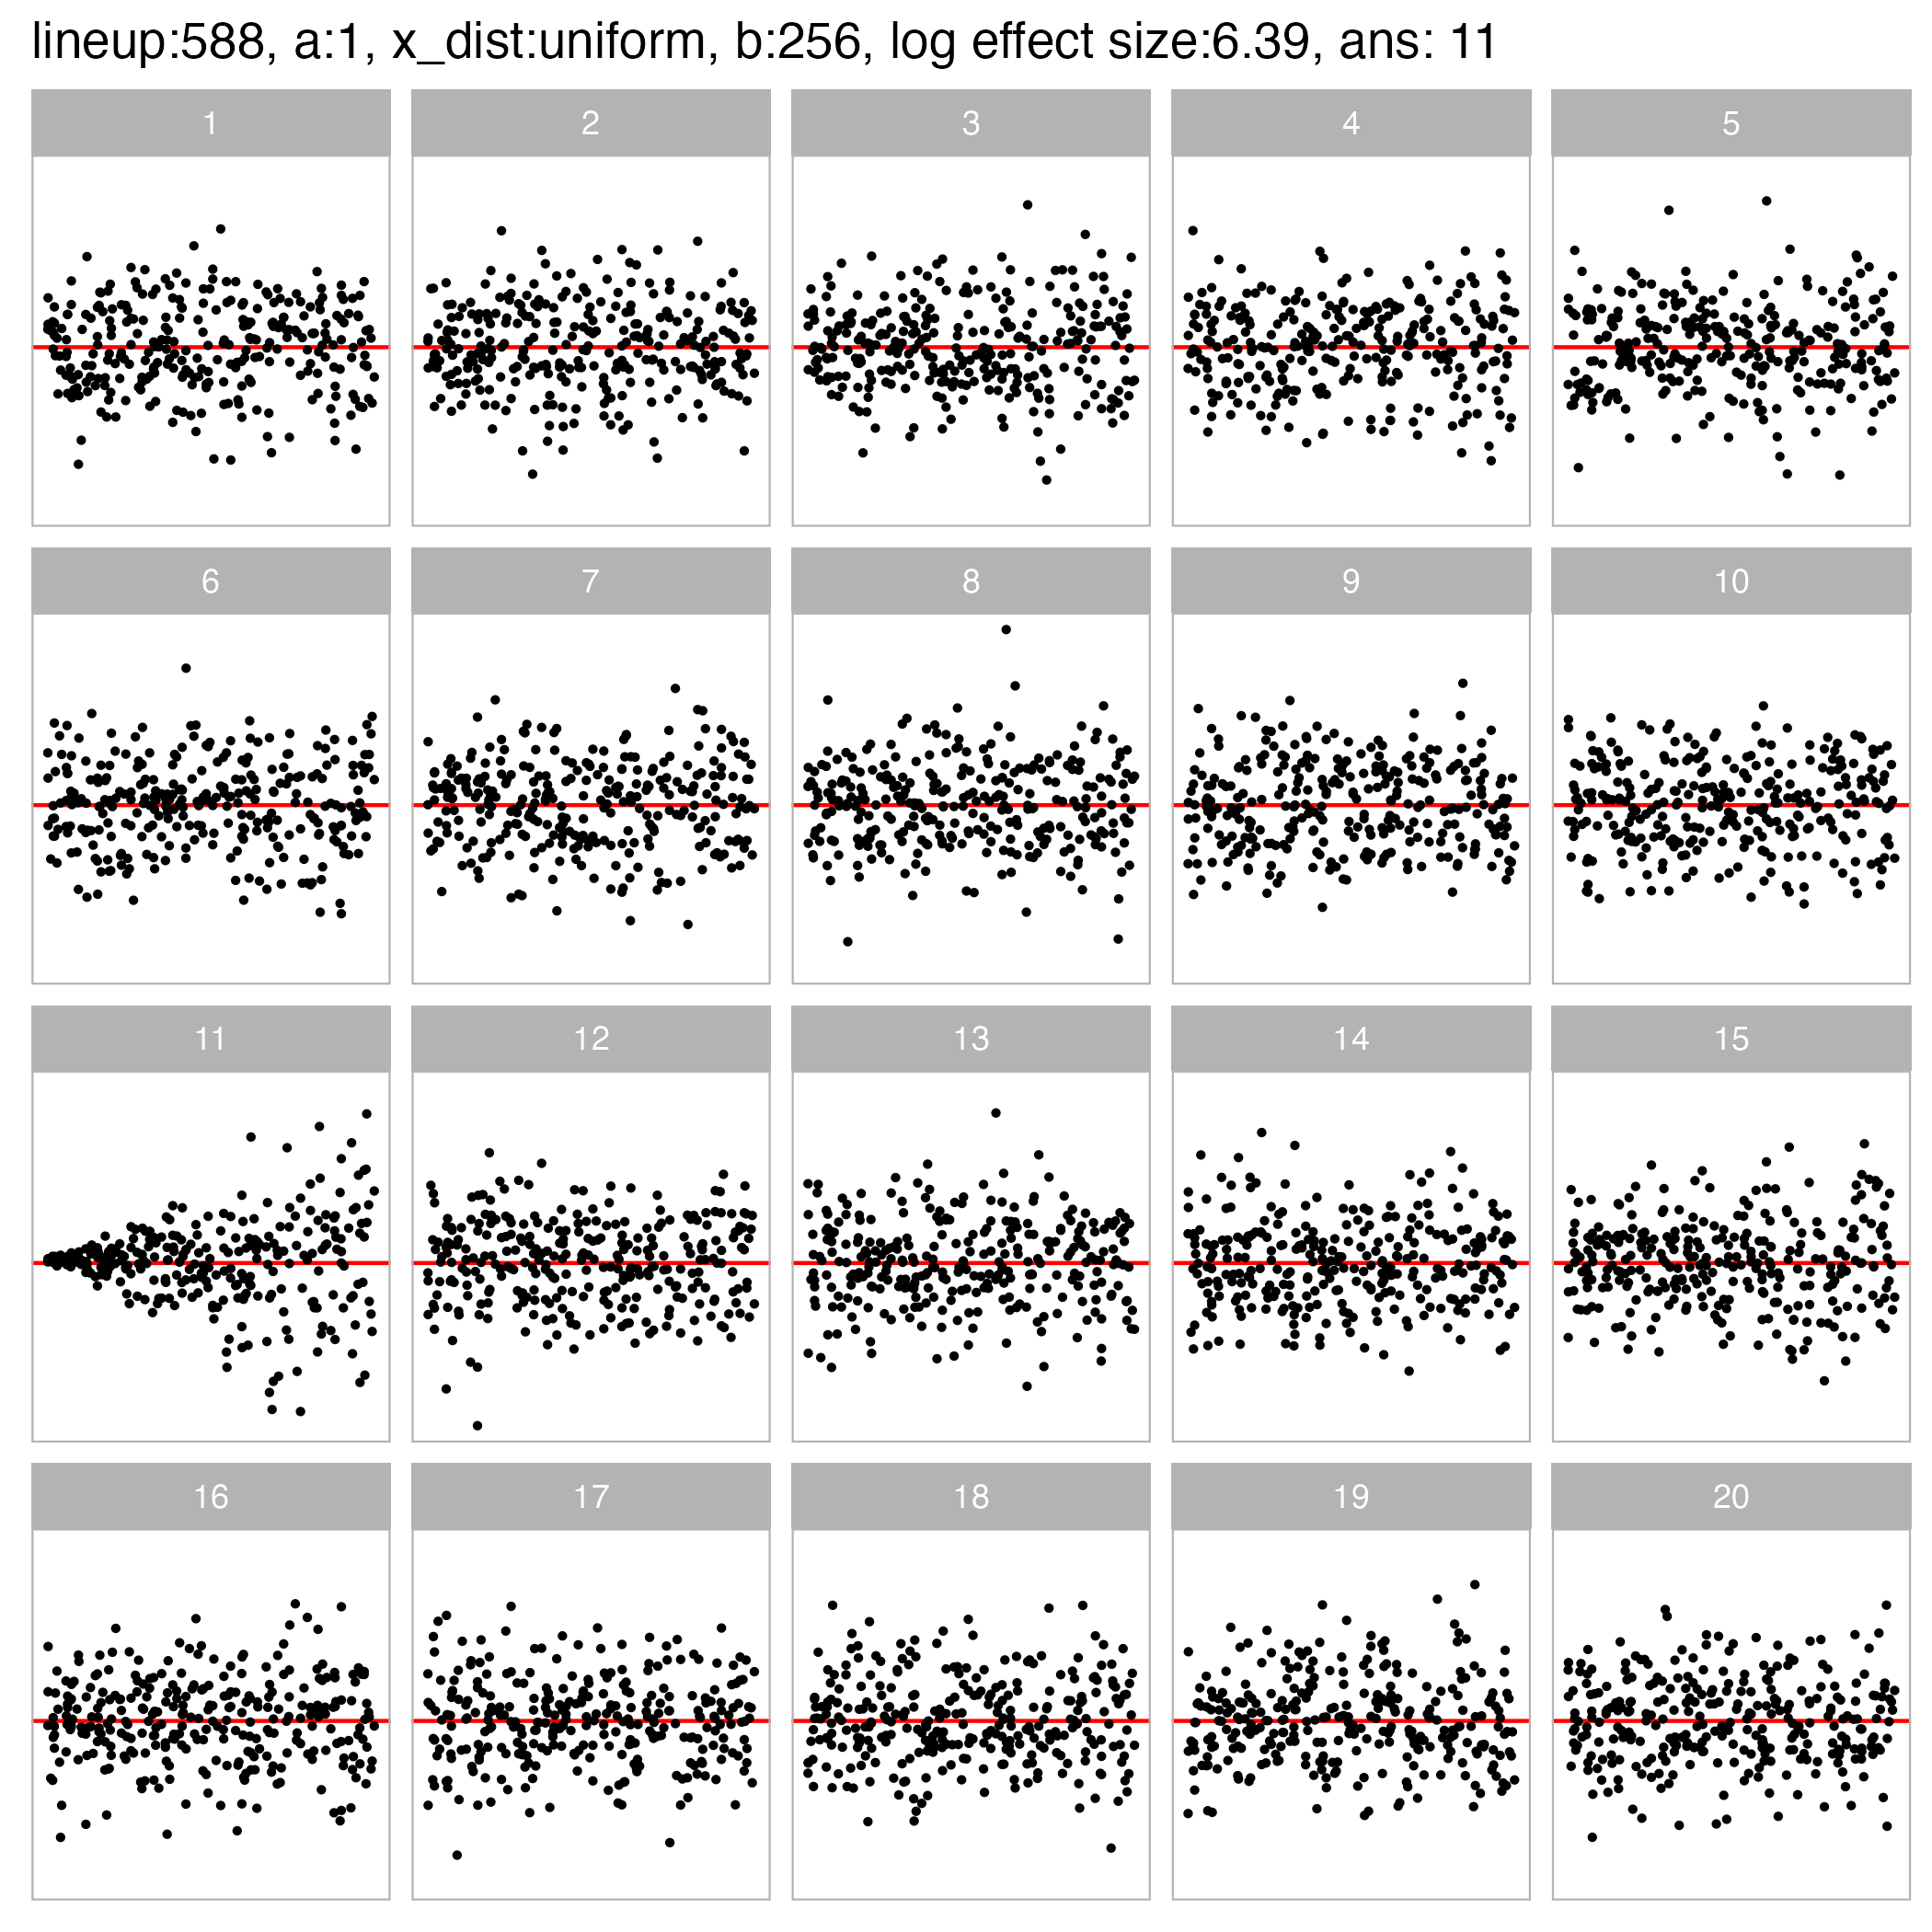 lineup:588, a:1, x_dist:uniform, b:256, log effect size:6.39, ans: 11
1 2 3 4 5
6 7 8 9 10
11 12 13 14 15
16 17 18 19 20